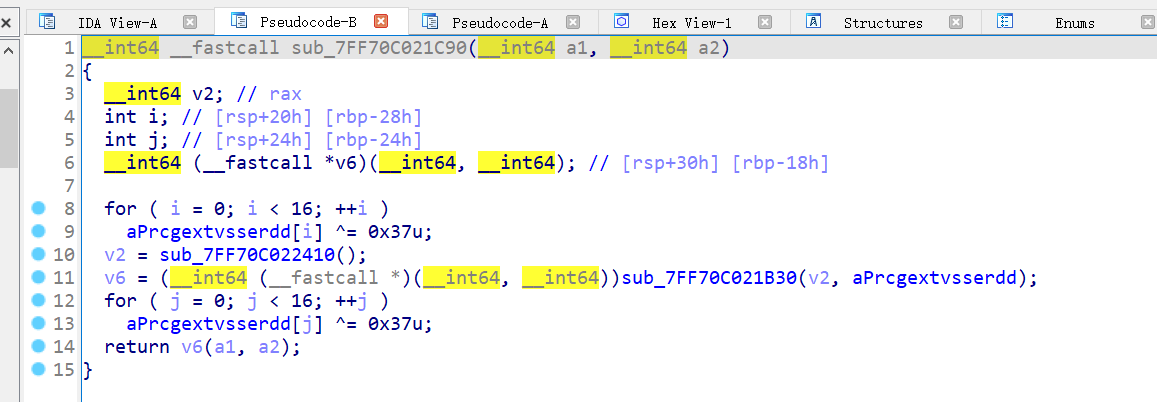 IDA View-A Pseudocode-B Pseudocode-A Hex View-1 Structures Enums
1 __int64 __fastcall sub_7FF70C021C90(__int64 a1, __int64 a2)
2 {
3 __int64 v2; // rax
4 int i; // [rsp+20h] [rbp-28h]
5 int j; // [rsp+24h] [rbp-24h]
6 __int64 (__fastcall *v6)(__int64, __int64); // [rsp+30h] [rbp-18h]
7
8 for ( i = 0; i < 16; ++i )
9 aPrcgextvsserdd[i] ^= 0x37u;
10 v2 = sub_7FF70C022410();
11 v6 = (__int64 (__fastcall *)(__int64, __int64))sub_7FF70C021B30(v2, aPrcgextvsserdd);
12 for ( j = 0; j < 16; ++j )
13 aPrcgextvsserdd[j] ^= 0x37u;
14 return v6(a1, a2);
15 }